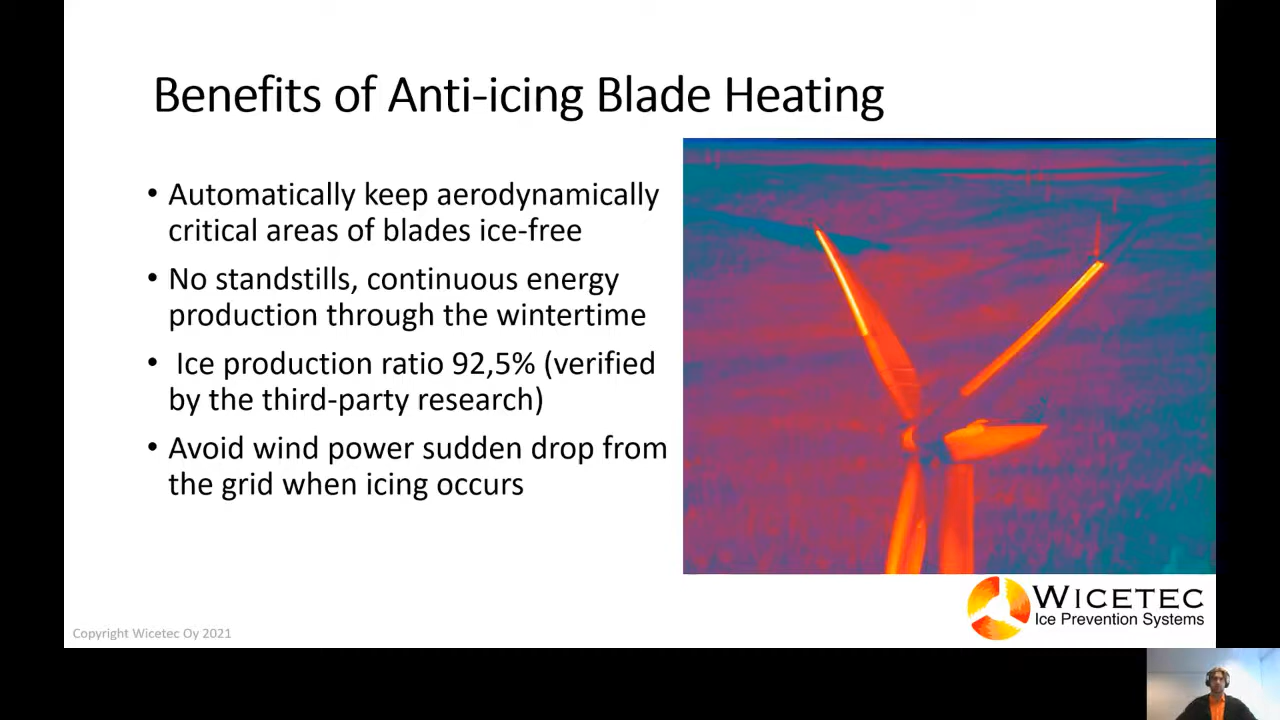 Benefits of Anti-icing Blade Heating
• Automatically keep aerodynamically
critical areas of blades ice-free
• No standstills, continuous energy
production through the wintertime
• Ice production ratio 92,5% (verified
by the third-party research)
• Avoid wind power sudden drop from
the grid when icing occurs
WICETEC
Ice Prevention Systems
Copyright Wicetec Oy 2021